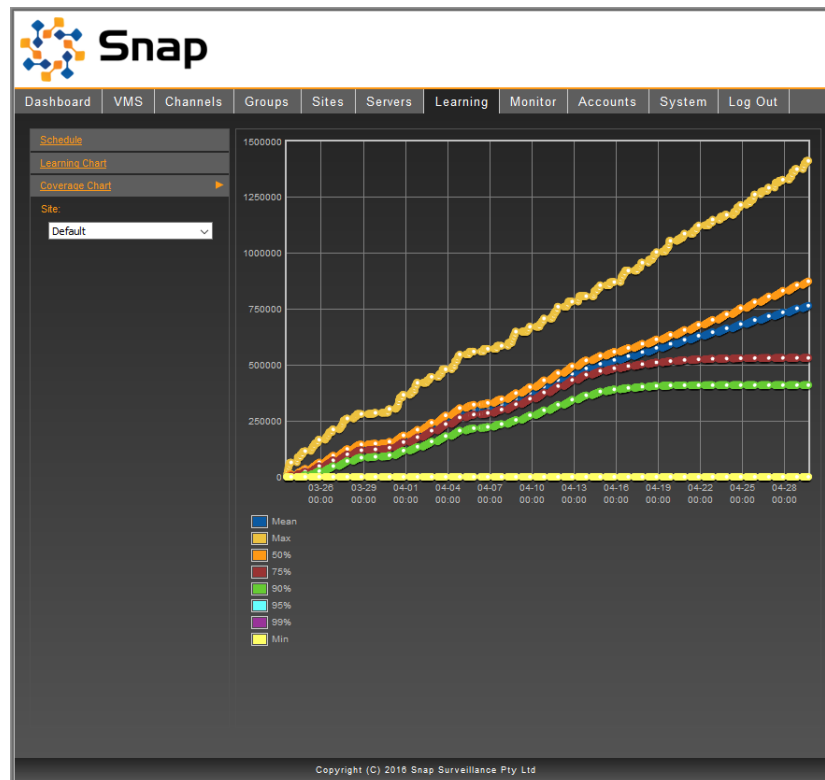 Snap
Dashboard VMS Channels Groups Sites Servers Learning Monitor Accounts System Log Out
Schedule
Learning Chart
Coverage Chart
Site:
Default
1500000
1250000
1000000
750000
500000
250000
0
03-26 03-29 04-01 04-04 04-07 04-10 04-13 04-16 04-19 04-22 04-25 04-28
00:00 00:00 00:00 00:00 00:00 00:00 00:00 00:00 00:00 00:00 00:00 00:00
Mean
Max
50%
75%
90%
95%
99%
Min
Copyright (C) 2016 Snap Surveillance Pty Ltd